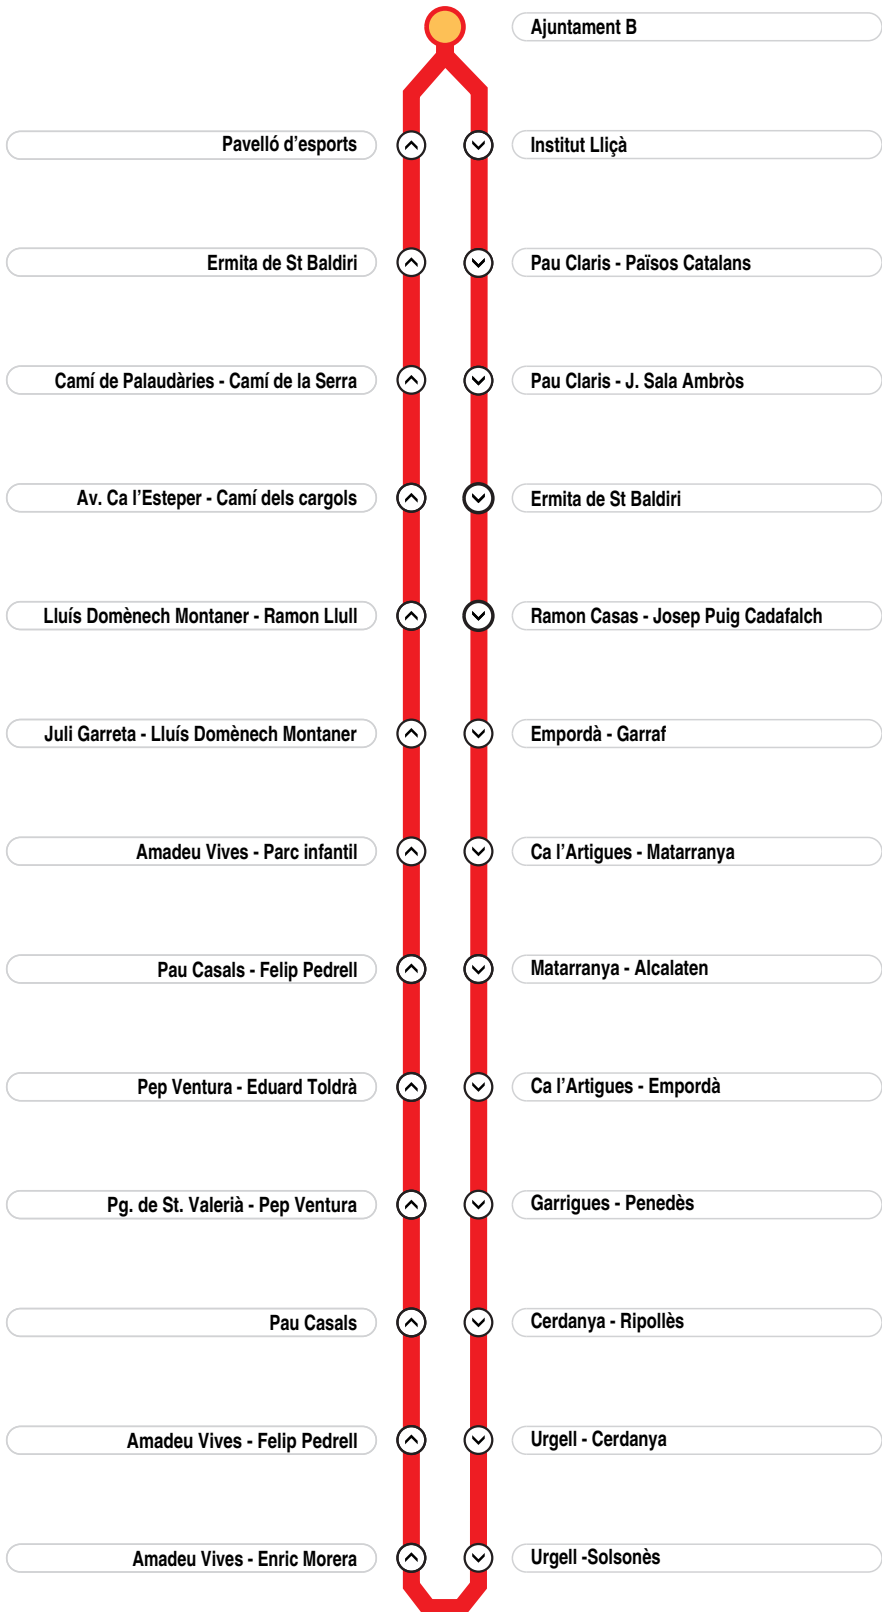 Ajuntament B
Pavelló d'esports
Institut Lliçà
Ermita de St Baldiri
Pau Claris - Països Catalans
Camí de Palaudàries - Camí de la Serra
Pau Claris - J. Sala Ambròs
Av. Ca l'Esteper - Camí dels cargols
Ermita de St Baldiri
Lluís Domènech Montaner - Ramon Llull
Ramon Casas - Josep Puig Cadafalch
Juli Garreta - Lluís Domènech Montaner
Empordà - Garraf
Amadeu Vives - Parc infantil
Ca l'Artigues - Matarranya
Pau Casals - Felip Pedrell
Matarranya - Alcalaten
Pep Ventura - Eduard Toldrà
Ca l'Artigues - Empordà
Pg. de St. Valerià - Pep Ventura
Garrigues - Penedès
Pau Casals
Cerdanya - Ripollès
Amadeu Vives - Felip Pedrell
Urgell - Cerdanya
Amadeu Vives - Enric Morera
Urgell -Solsonès